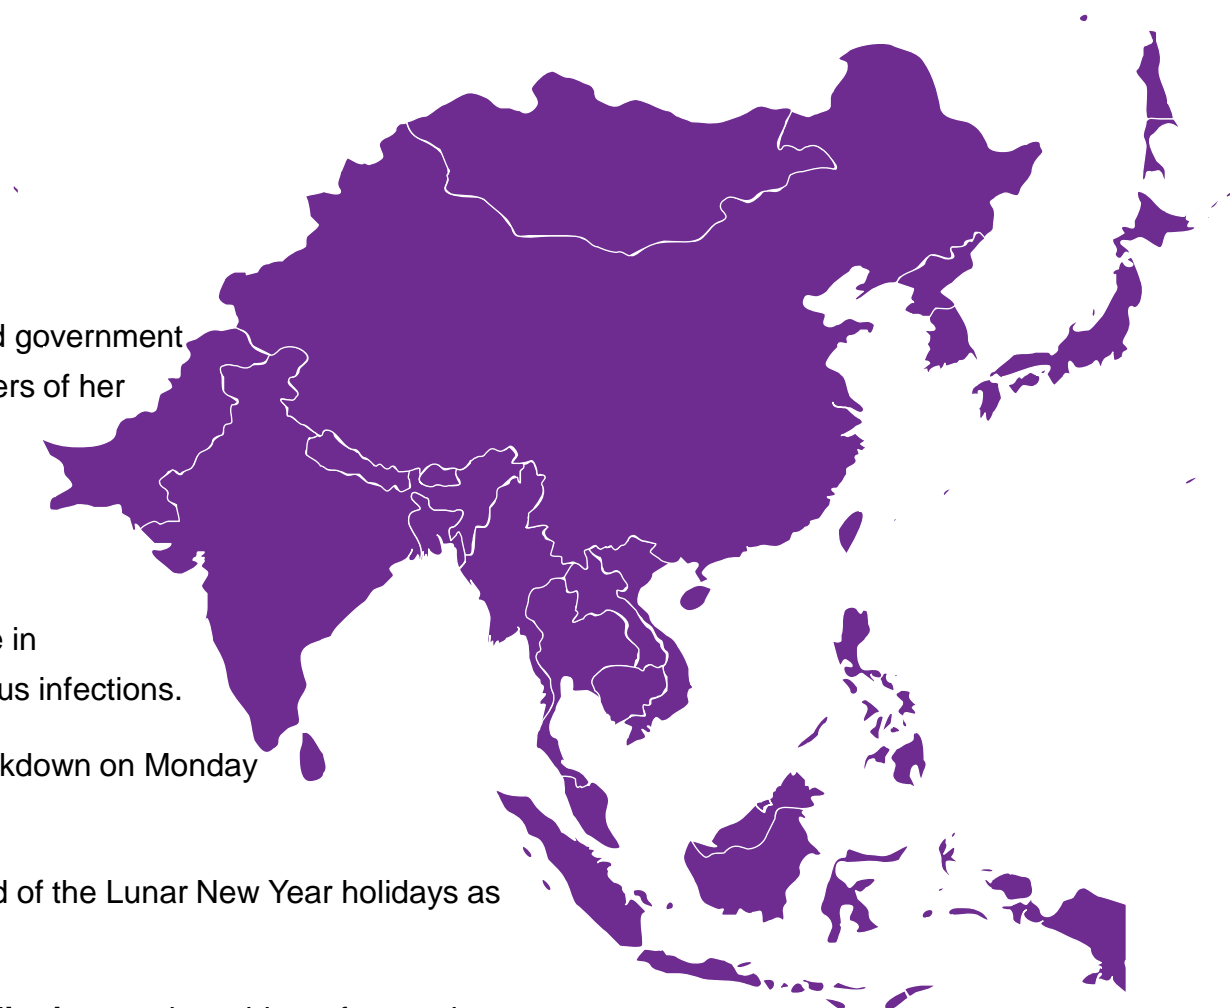 government
ers of her
e in
us infections.
kdown on Monday
d of the Lunar New Year holidays as